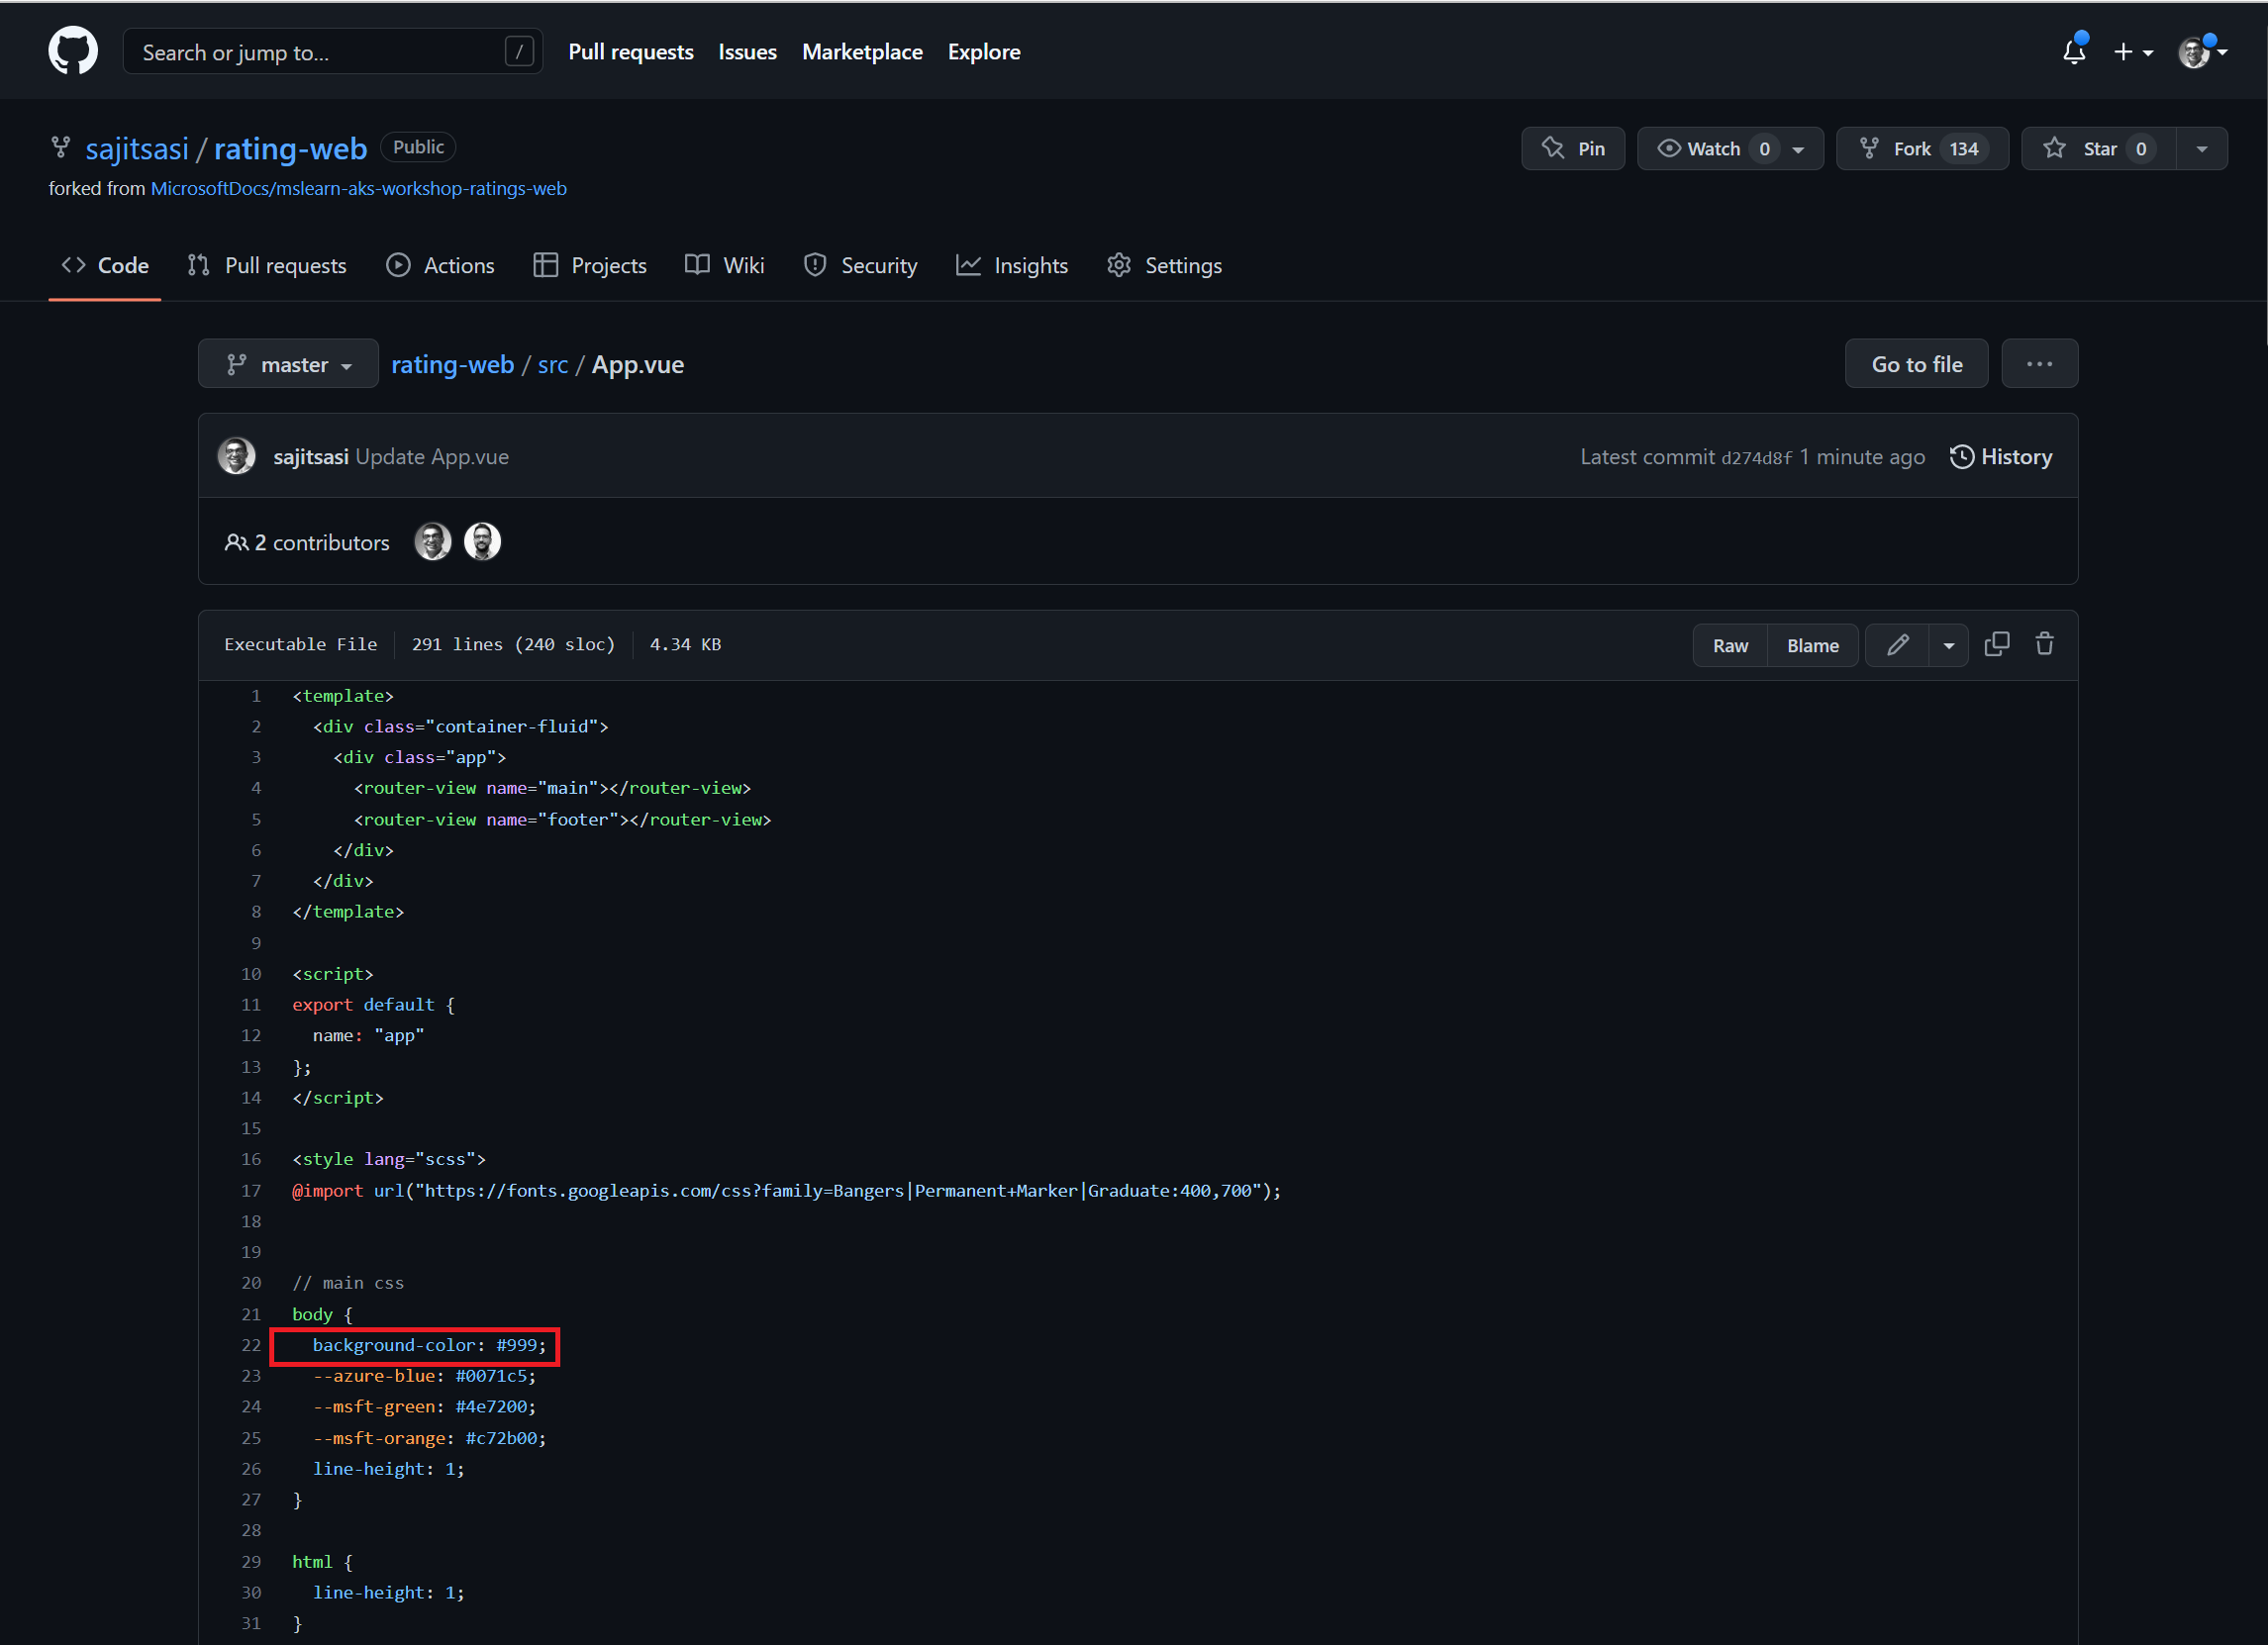 Search or jump to... / Pull requests Issues Marketplace Explore
sajitsasi / rating-web Public Pin Watch 0 Fork 134 Star 0
forked from MicrosoftDocs/mslearn-aks-workshop-ratings-web
Code Pull requests Actions Projects Wiki Security Insights Settings
master rating-web / src / App.vue Go to file ...
sajitsasi Update App.vue Latest commit d274d8f 1 minute ago History
2 contributors
Executable File 291 lines (240 sloc) 4.34 KB Raw Blame
1 <template>
2 <div class="container-fluid">
3 <div class="app">
4 <router-view name="main"></router-view>
5 <router-view name="footer"></router-view>
6 </div>
7 </div>
8 </template>
9
10 <script>
11 export default {
12 name: "app"
13 };
14 </script>
15
16 <style lang="scss">
17 @import url("https://fonts.googleapis.com/css?family=Bangers|Permanent+Marker|Graduate:400,700");
18
19
20 // main css
21 body {
22 background-color: #999;
23 --azure-blue: #0071c5;
24 --msft-green: #4e7200;
25 --msft-orange: #c72b00;
26 line-height: 1;
27 }
28
29 html {
30 line-height: 1;
31 }